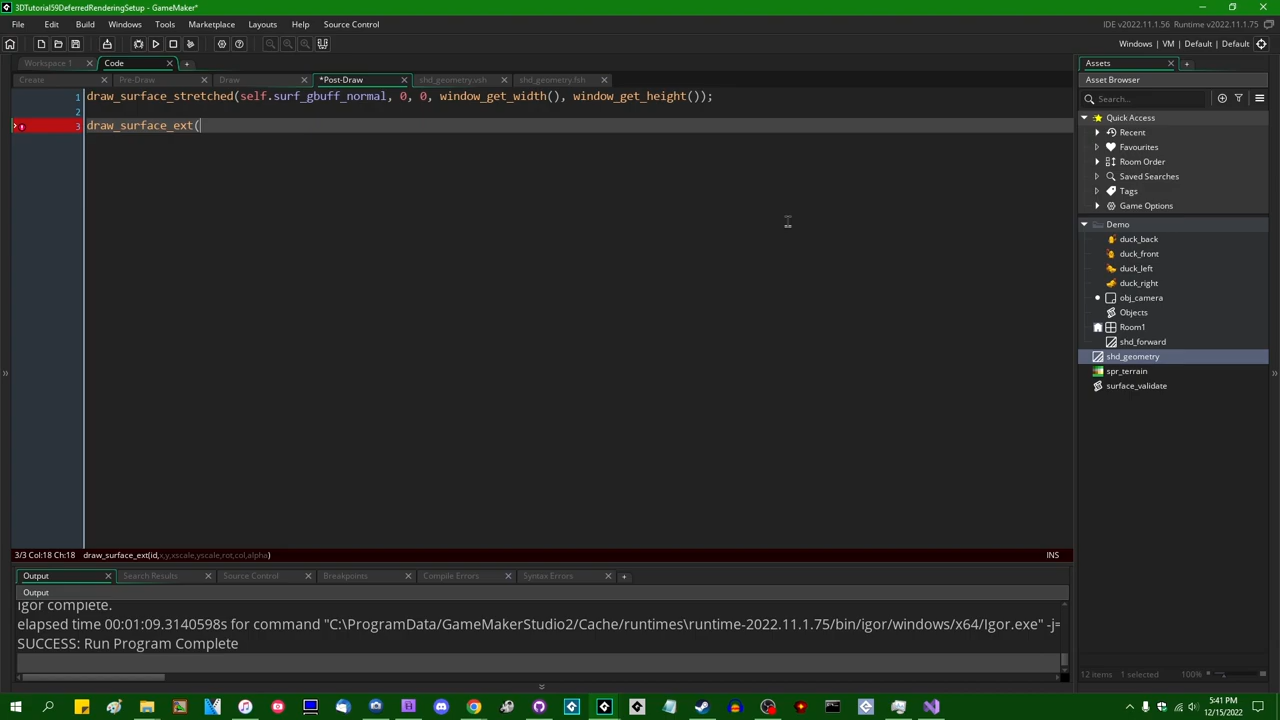 3DTutorial59DeferredRenderingSetup - GameMaker*
File Edit Build Windows Tools Marketplace Layouts Help Source Control
IDE v2022.11.1.56 Runtime v2022.11.1.75
Windows | VM | Default | Default
Workspace 1 Code
Create Pre-Draw Draw *Post-Draw shd_geometry.vsh shd_geometry.fsh
1 draw_surface_stretched(self.surf_gbuff_normal, 0, 0, window_get_width(), window_get_height());
2
3 draw_surface_ext(
3/3 Col:18 Ch:18 draw_surface_ext(id,x,y,xscale,yscale,rot,col,alpha) INS
Output Search Results Source Control Breakpoints Compile Errors Syntax Errors
Output
Igor complete.
elapsed time 00:01:09.3140598s for command "C:\ProgramData/GameMakerStudio2/Cache/runtimes\runtime-2022.11.1.75/bin/igor/windows/x64/Igor.exe" -j=
SUCCESS: Run Program Complete
Assets
Asset Browser
Search...
Quick Access
Recent
Favourites
Room Order
Saved Searches
Tags
Game Options
Demo
duck_back
duck_front
duck_left
duck_right
obj_camera
Objects
Room1
shd_forward
shd_geometry
spr_terrain
surface_validate
12 items 1 selected 100%
5:41 PM
12/15/2022